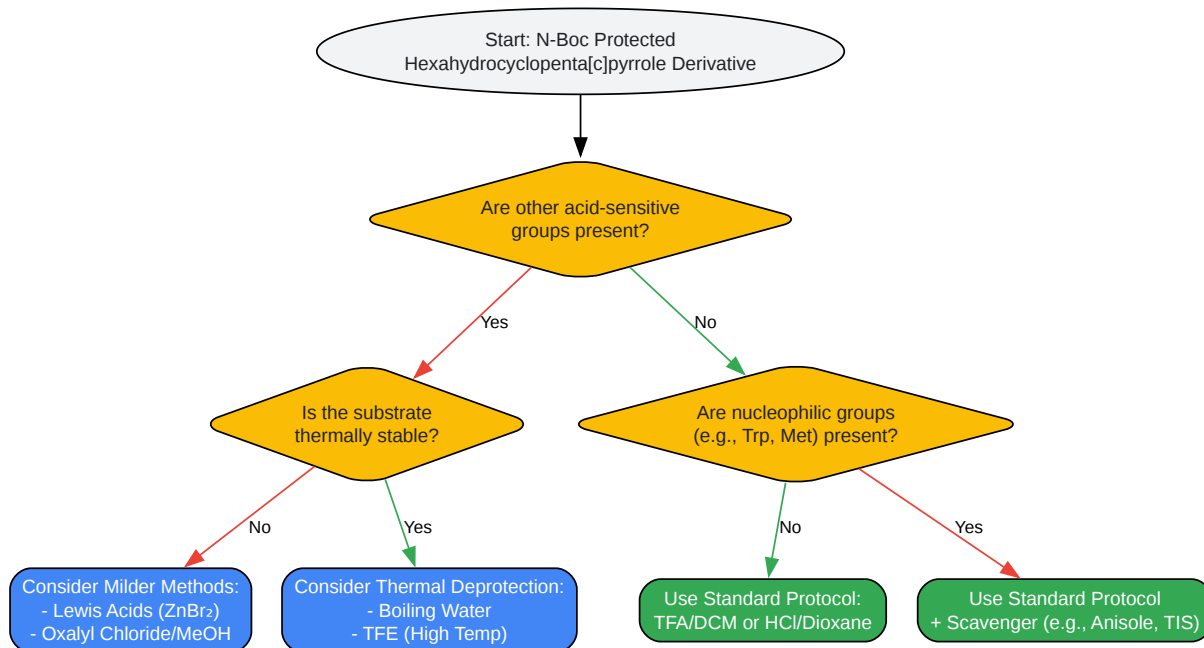 Start: N-Boc Protected
Hexahydrocyclopenta[c]pyrrole Derivative
Are other acid-sensitive
groups present?
Yes
No
Is the substrate
thermally stable?
Are nucleophilic groups
(e.g., Trp, Met) present?
No
Yes
No
Yes
Consider Milder Methods:
- Lewis Acids (ZnBr₂)
- Oxalyl Chloride/MeOH
Consider Thermal Deprotection:
- Boiling Water
- TFE (High Temp)
Use Standard Protocol:
TFA/DCM or HCl/Dioxane
Use Standard Protocol
+ Scavenger (e.g., Anisole, TIS)